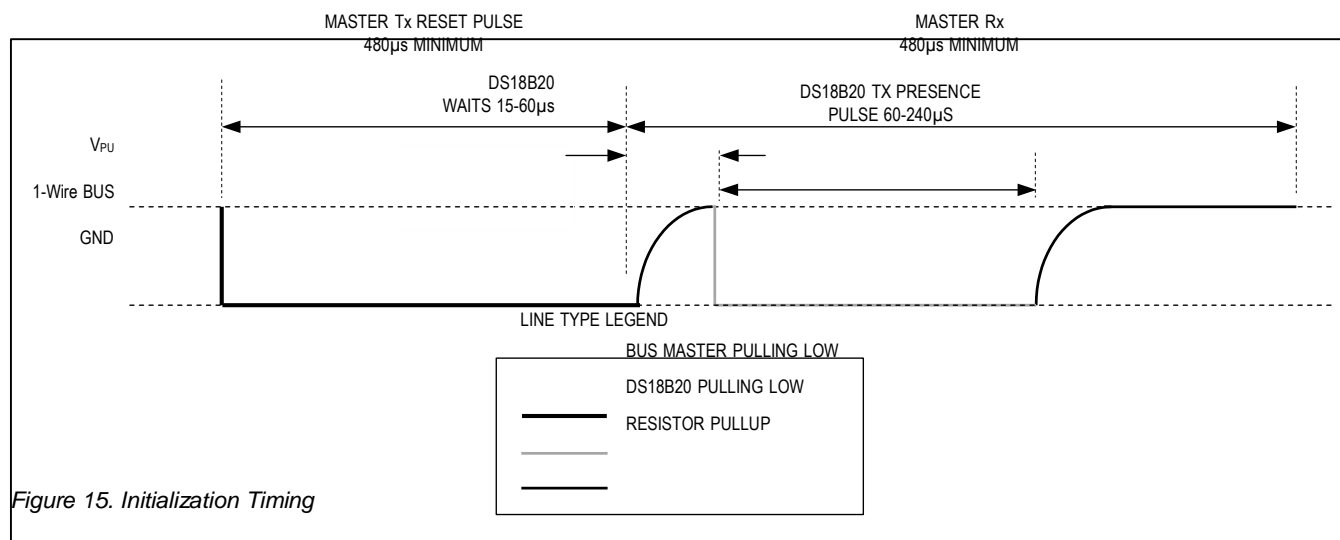 MASTER Tx RESET PULSE
480µs MINIMUM
MASTER Rx
480µs MINIMUM
DS18B20
WAITS 15-60µs
DS18B20 TX PRESENCE
PULSE 60-240µS
VPU
1-Wire BUS
GND
LINE TYPE LEGEND
BUS MASTER PULLING LOW
DS18B20 PULLING LOW
RESISTOR PULLUP
Figure 15. Initialization Timing